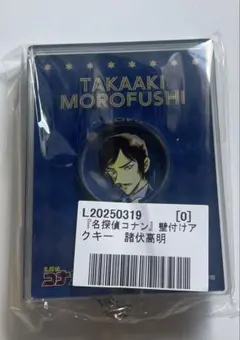 TAKAAKI
MOROFUSHI
L20250319 [0]
『名探偵コナン』壁付けア
クキー 諸伏高明
名探偵
コナン